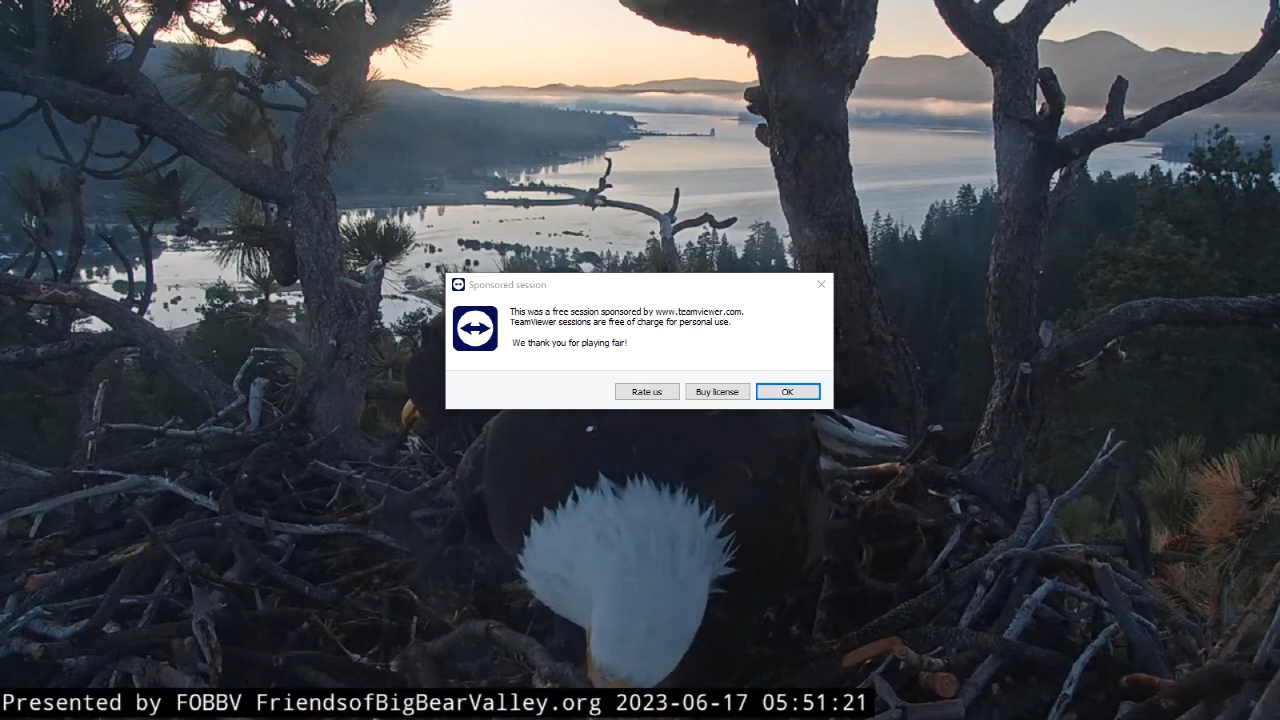 Sponsored session
This was a free session sponsored by www.teamviewer.com.
TeamViewer sessions are free of charge for personal use.
We thank you for playing fair!
Rate us
Buy license
OK
Presented by FOBBV FriendsofBigBearValley.org 2023-06-17 05:51:21